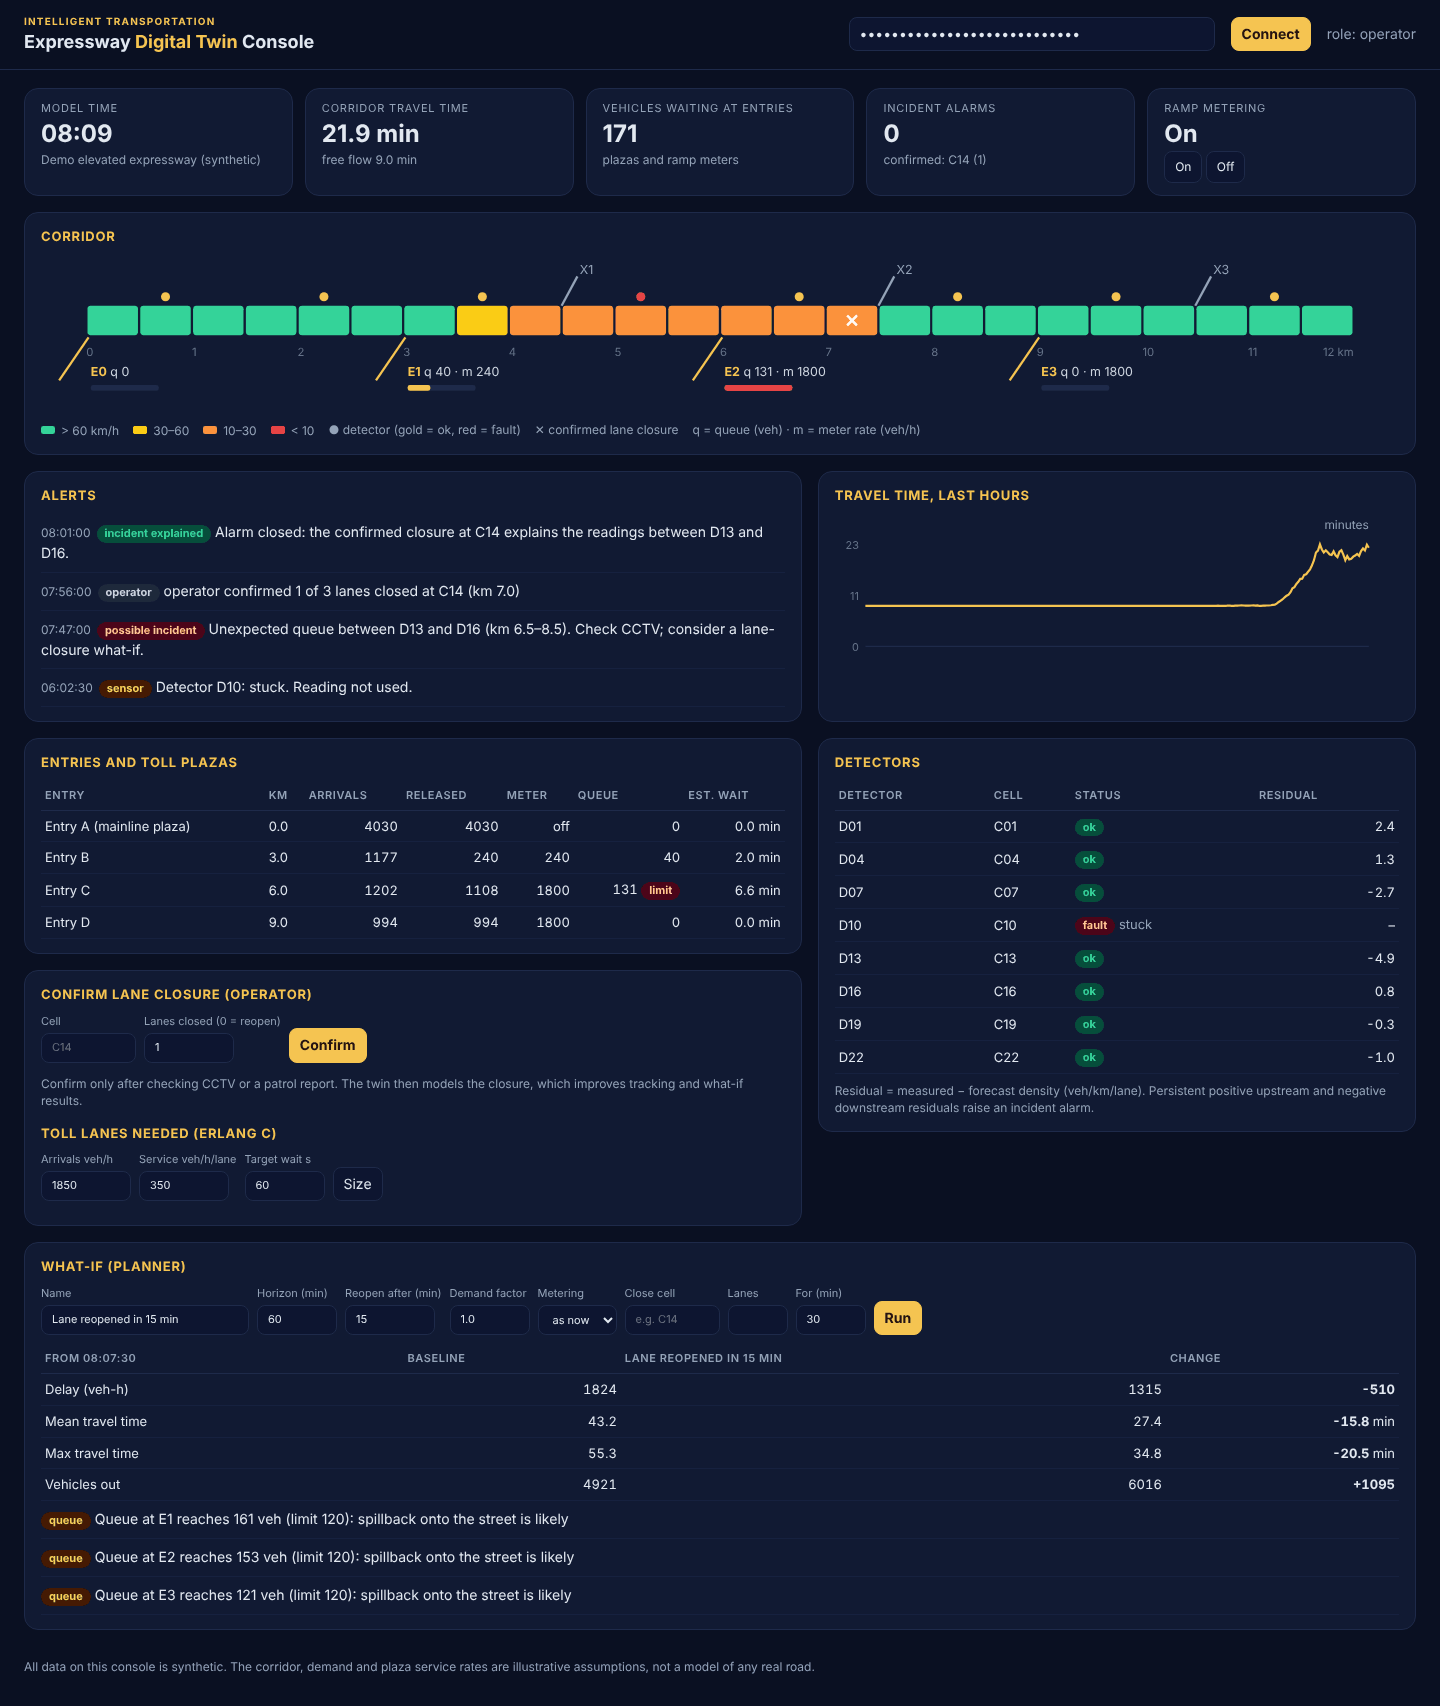 INTELLIGENT TRANSPORTATION
Expressway Digital Twin Console
•••••••••••••••••••••••••••• Connect role: operator
MODEL TIME
08:09
Demo elevated expressway (synthetic)
CORRIDOR TRAVEL TIME
21.9 min
free flow 9.0 min
VEHICLES WAITING AT ENTRIES
171
plazas and ramp meters
INCIDENT ALARMS
0
confirmed: C14 (1)
RAMP METERING
On
On Off
CORRIDOR
X1 X2 X3
✕
0 1 2 3 4 5 6 7 8 9 10 11 12 km
E0 q 0 E1 q 40 · m 240 E2 q 131 · m 1800 E3 q 0 · m 1800
> 60 km/h 30–60 10–30 < 10 detector (gold = ok, red = fault) ✕ confirmed lane closure q = queue (veh) · m = meter rate (veh/h)
ALERTS
08:01:00 incident explained Alarm closed: the confirmed closure at C14 explains the readings between D13 and
D16.
07:56:00 operator operator confirmed 1 of 3 lanes closed at C14 (km 7.0)
07:47:00 possible incident Unexpected queue between D13 and D16 (km 6.5–8.5). Check CCTV; consider a lane-
closure what-if.
06:02:30 sensor Detector D10: stuck. Reading not used.
TRAVEL TIME, LAST HOURS
minutes
23
11
0
ENTRIES AND TOLL PLAZAS
ENTRY KM ARRIVALS RELEASED METER QUEUE EST. WAIT
Entry A (mainline plaza) 0.0 4030 4030 off 0 0.0 min
Entry B 3.0 1177 240 240 40 2.0 min
Entry C 6.0 1202 1108 1800 131 limit 6.6 min
Entry D 9.0 994 994 1800 0 0.0 min
DETECTORS
DETECTOR CELL STATUS RESIDUAL
D01 C01 ok 2.4
D04 C04 ok 1.3
D07 C07 ok -2.7
D10 C10 fault stuck –
D13 C13 ok -4.9
D16 C16 ok 0.8
D19 C19 ok -0.3
D22 C22 ok -1.0
Residual = measured − forecast density (veh/km/lane). Persistent positive upstream and negative
downstream residuals raise an incident alarm.
CONFIRM LANE CLOSURE (OPERATOR)
Cell Lanes closed (0 = reopen)
C14 1 Confirm
Confirm only after checking CCTV or a patrol report. The twin then models the closure, which improves tracking and what-if
results.
TOLL LANES NEEDED (ERLANG C)
Arrivals veh/h Service veh/h/lane Target wait s
1850 350 60 Size
WHAT-IF (PLANNER)
Name Horizon (min) Reopen after (min) Demand factor Metering Close cell Lanes For (min)
Lane reopened in 15 min 60 15 1.0 as now e.g. C14 30 Run
FROM 08:07:30 BASELINE LANE REOPENED IN 15 MIN CHANGE
Delay (veh-h) 1824 1315 -510
Mean travel time 43.2 27.4 -15.8 min
Max travel time 55.3 34.8 -20.5 min
Vehicles out 4921 6016 +1095
queue Queue at E1 reaches 161 veh (limit 120): spillback onto the street is likely
queue Queue at E2 reaches 153 veh (limit 120): spillback onto the street is likely
queue Queue at E3 reaches 121 veh (limit 120): spillback onto the street is likely
All data on this console is synthetic. The corridor, demand and plaza service rates are illustrative assumptions, not a model of any real road.